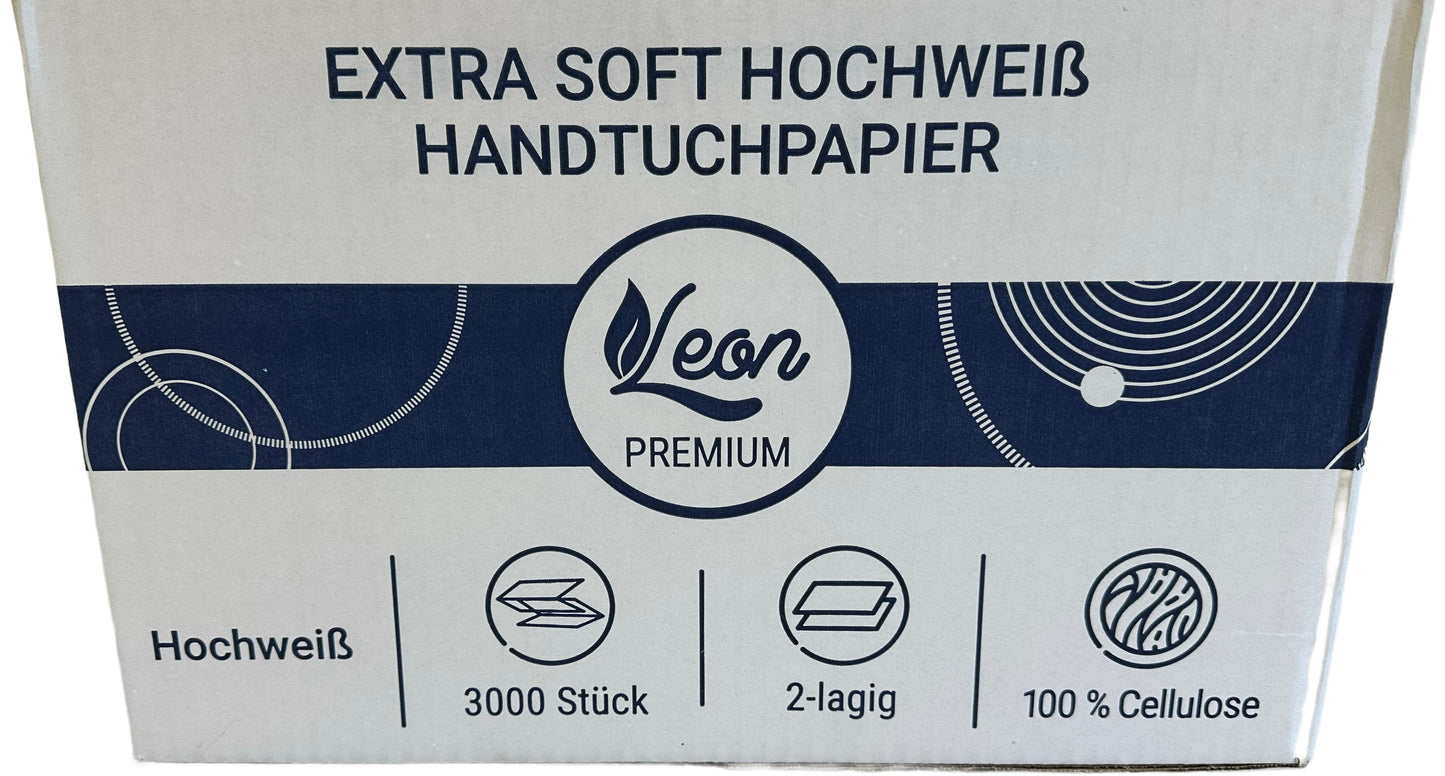 EXTRA SOFT HOCHWEIß
HANDTUCHPAPIER
Leon
PREMIUM
Hochweiß
3000 Stück
2-lagig
100 % Cellulose